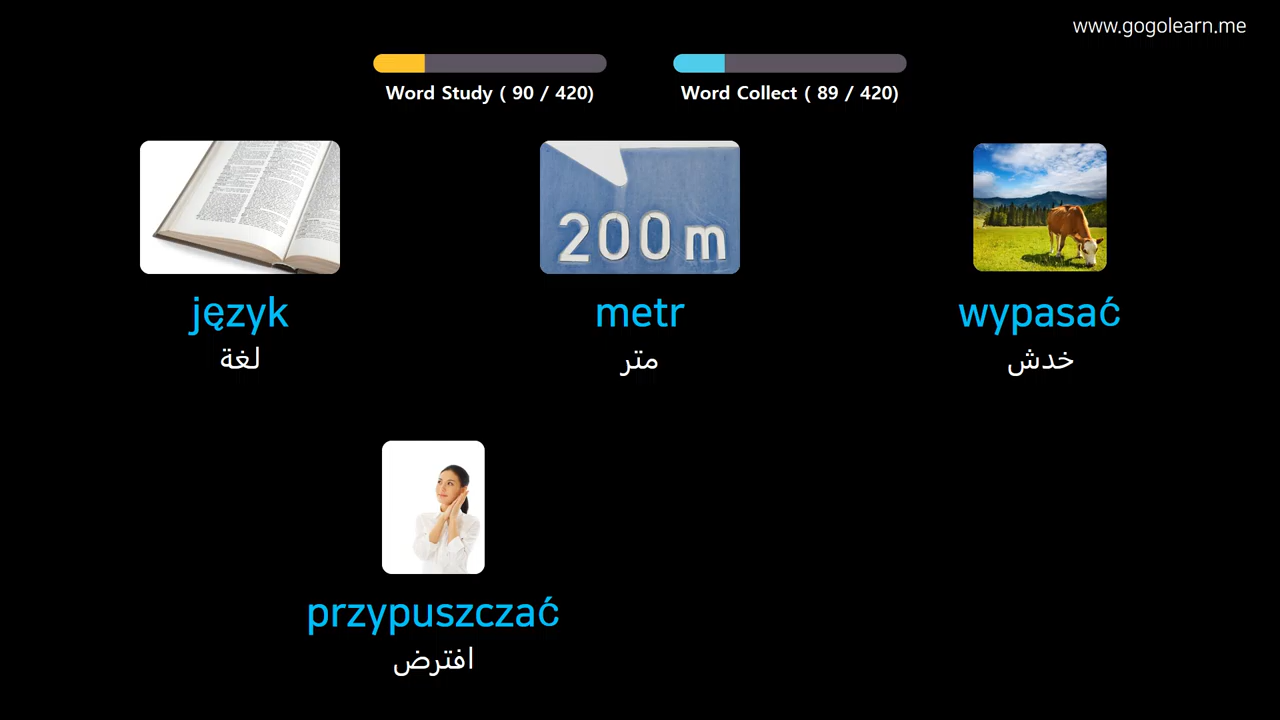 www.gogolearn.me
Word Study ( 90 / 420)
Word Collect ( 89 / 420)
200 m
język
metr
wypasać
لغة
متر
خدش
przypuszczać
افترض